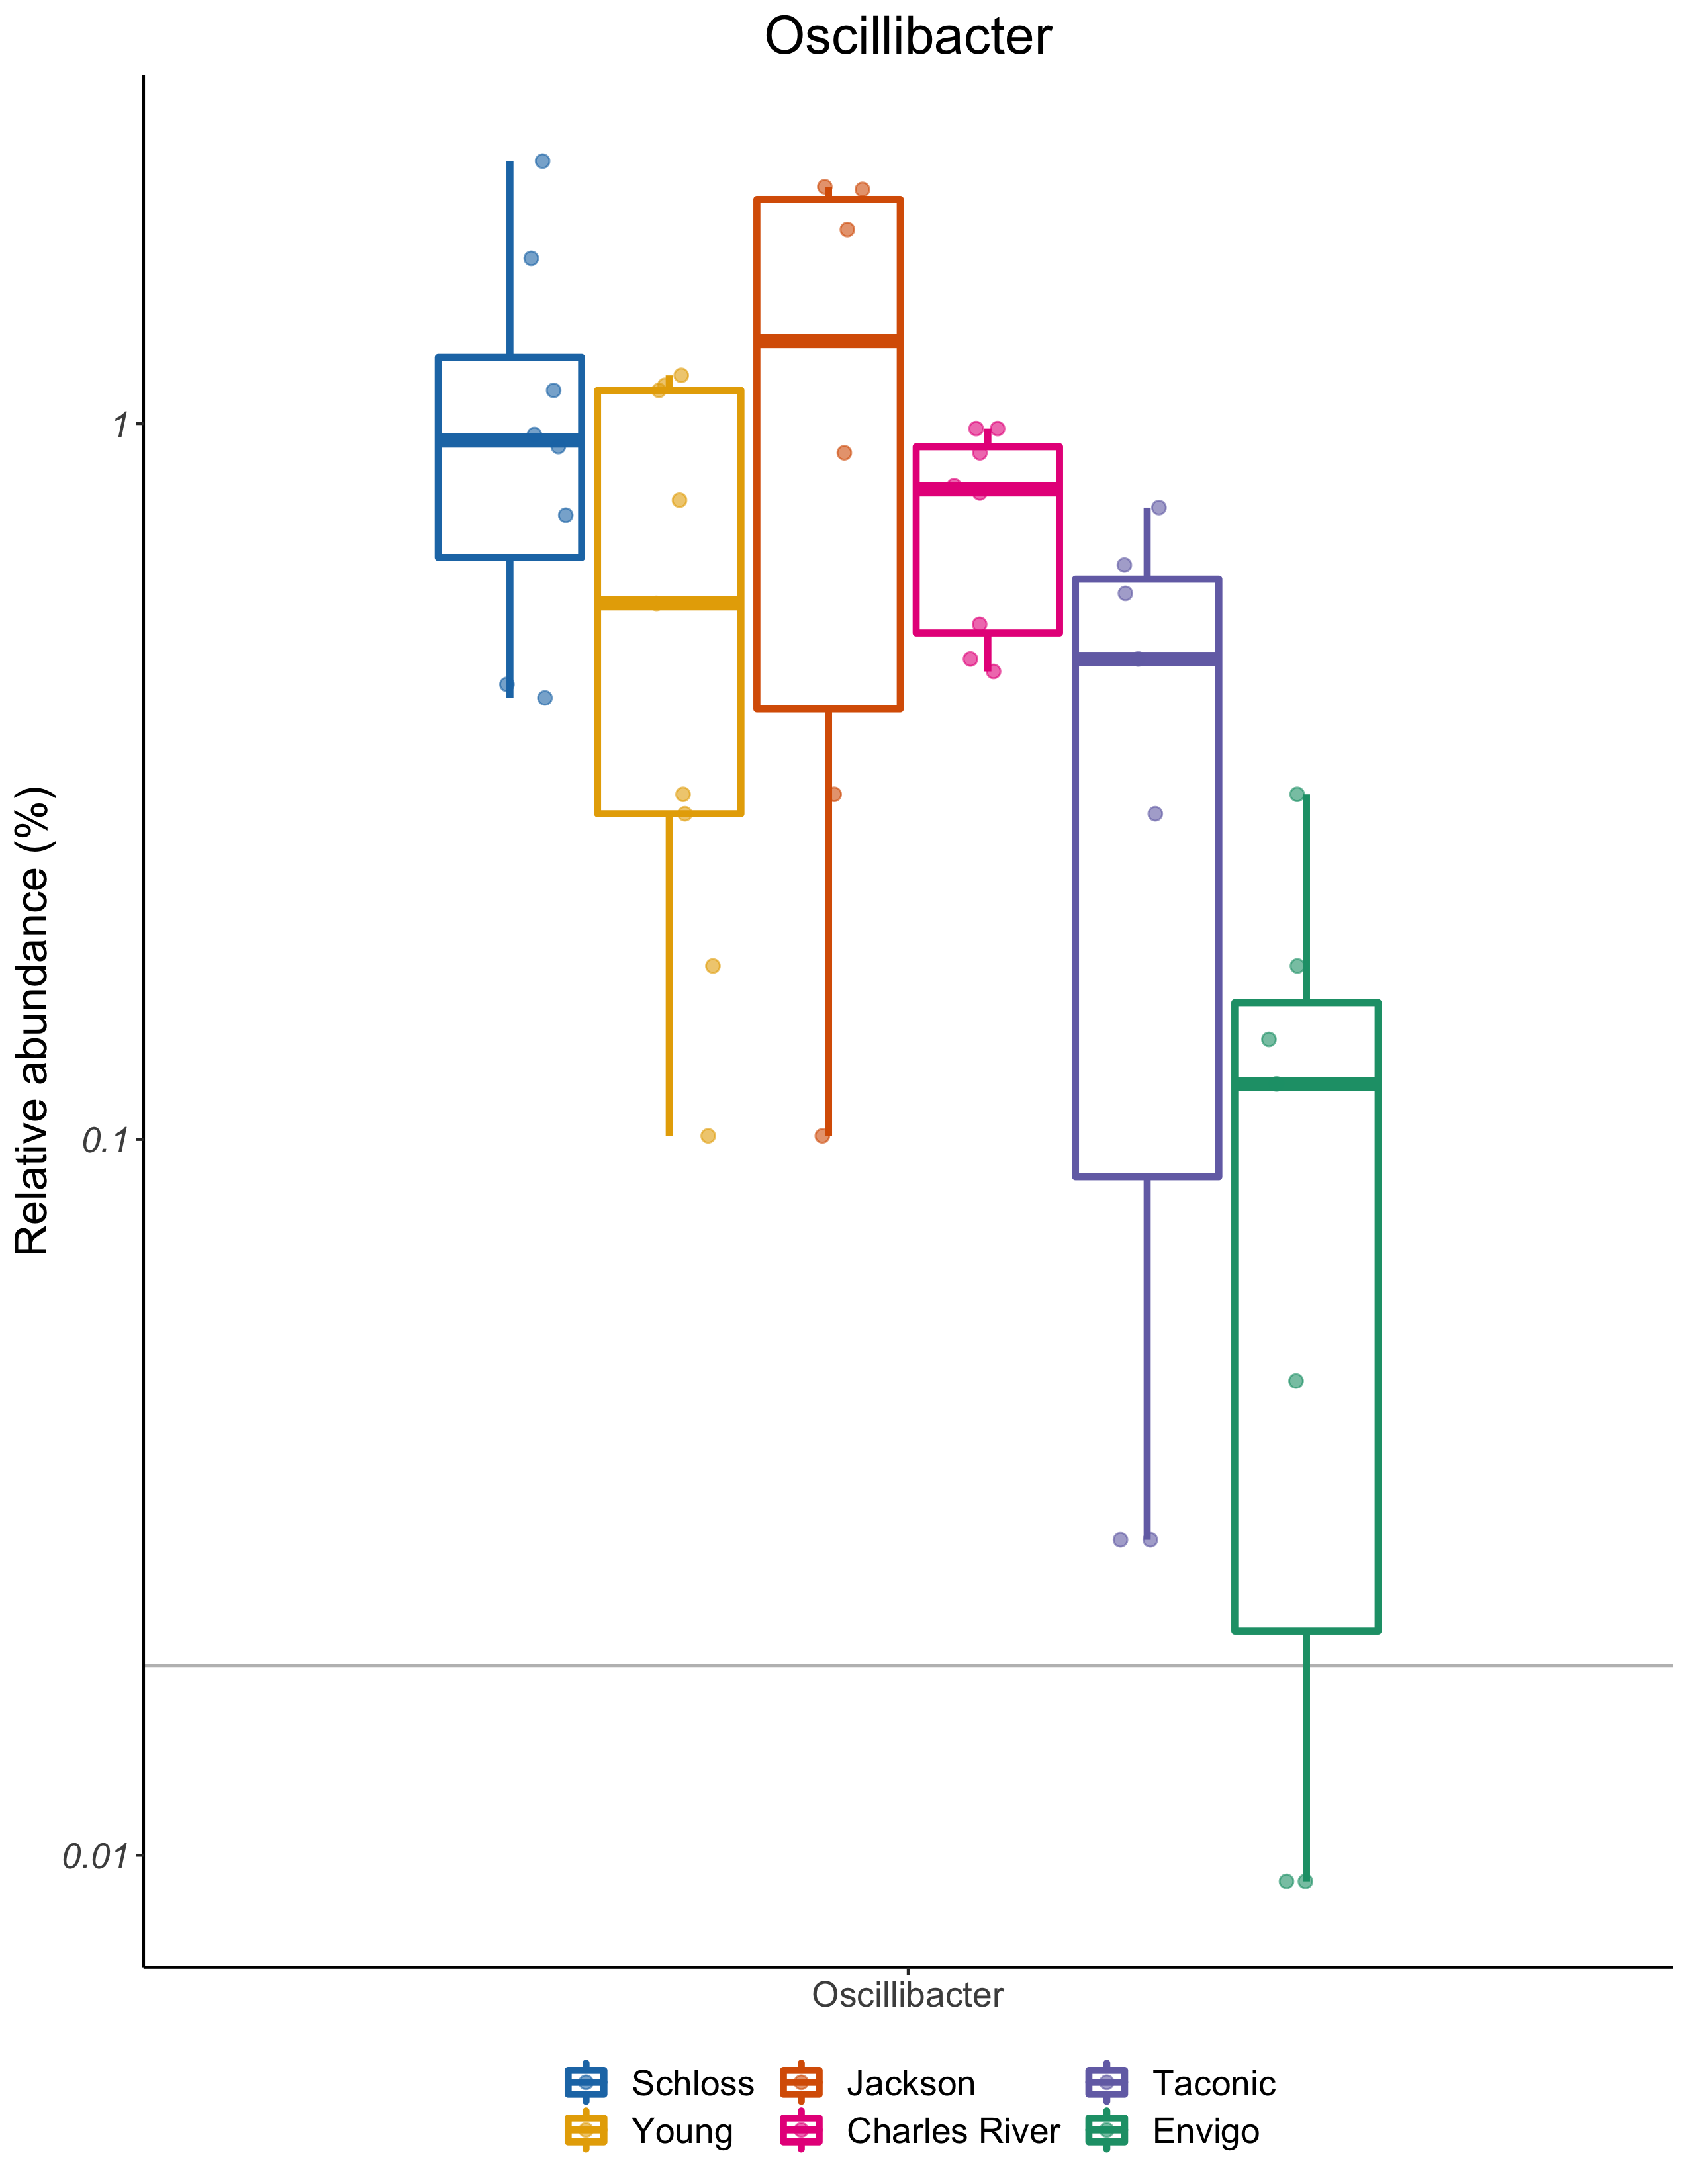 Oscillibacter
Relative abundance (%)
1
0.1
0.01
Oscillibacter
Schloss
Jackson
Taconic
Young
Charles River
Envigo